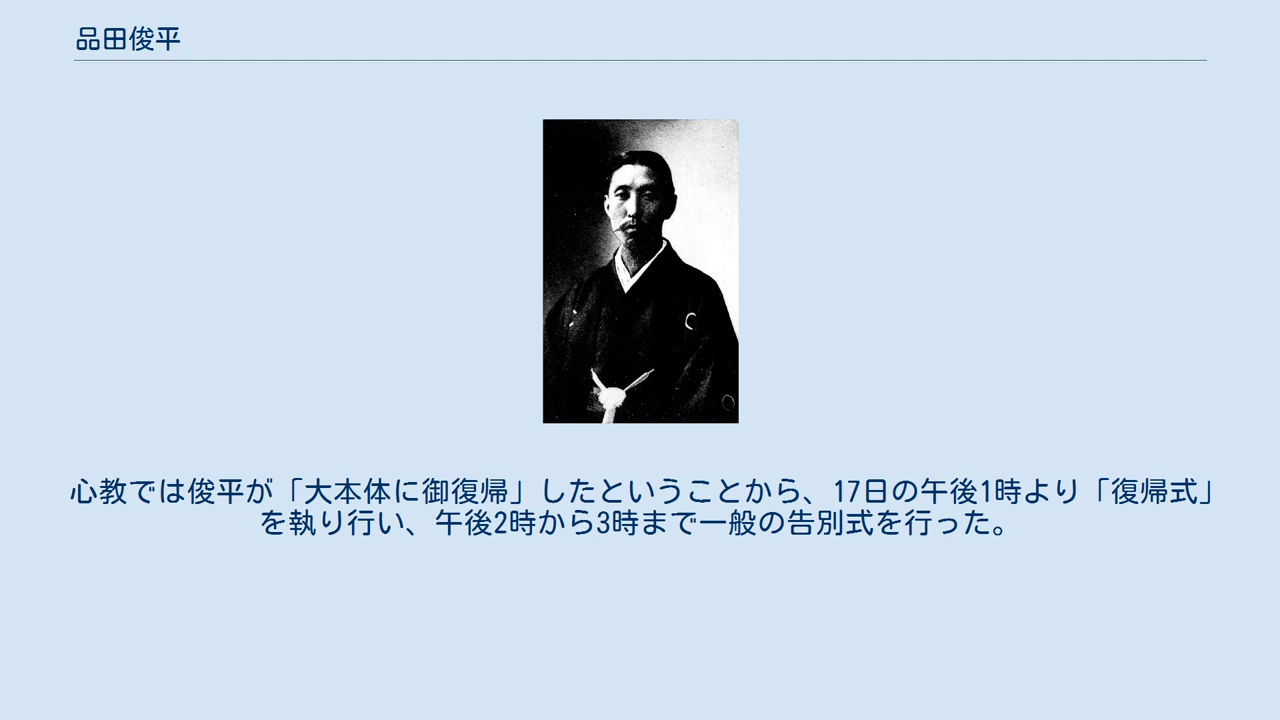 品田俊平
心教では俊平が「大本体に御復帰」したということから、17日の午後1時より「復帰式」
を執り行い、午後2時から3時まで一般の告別式を行った。